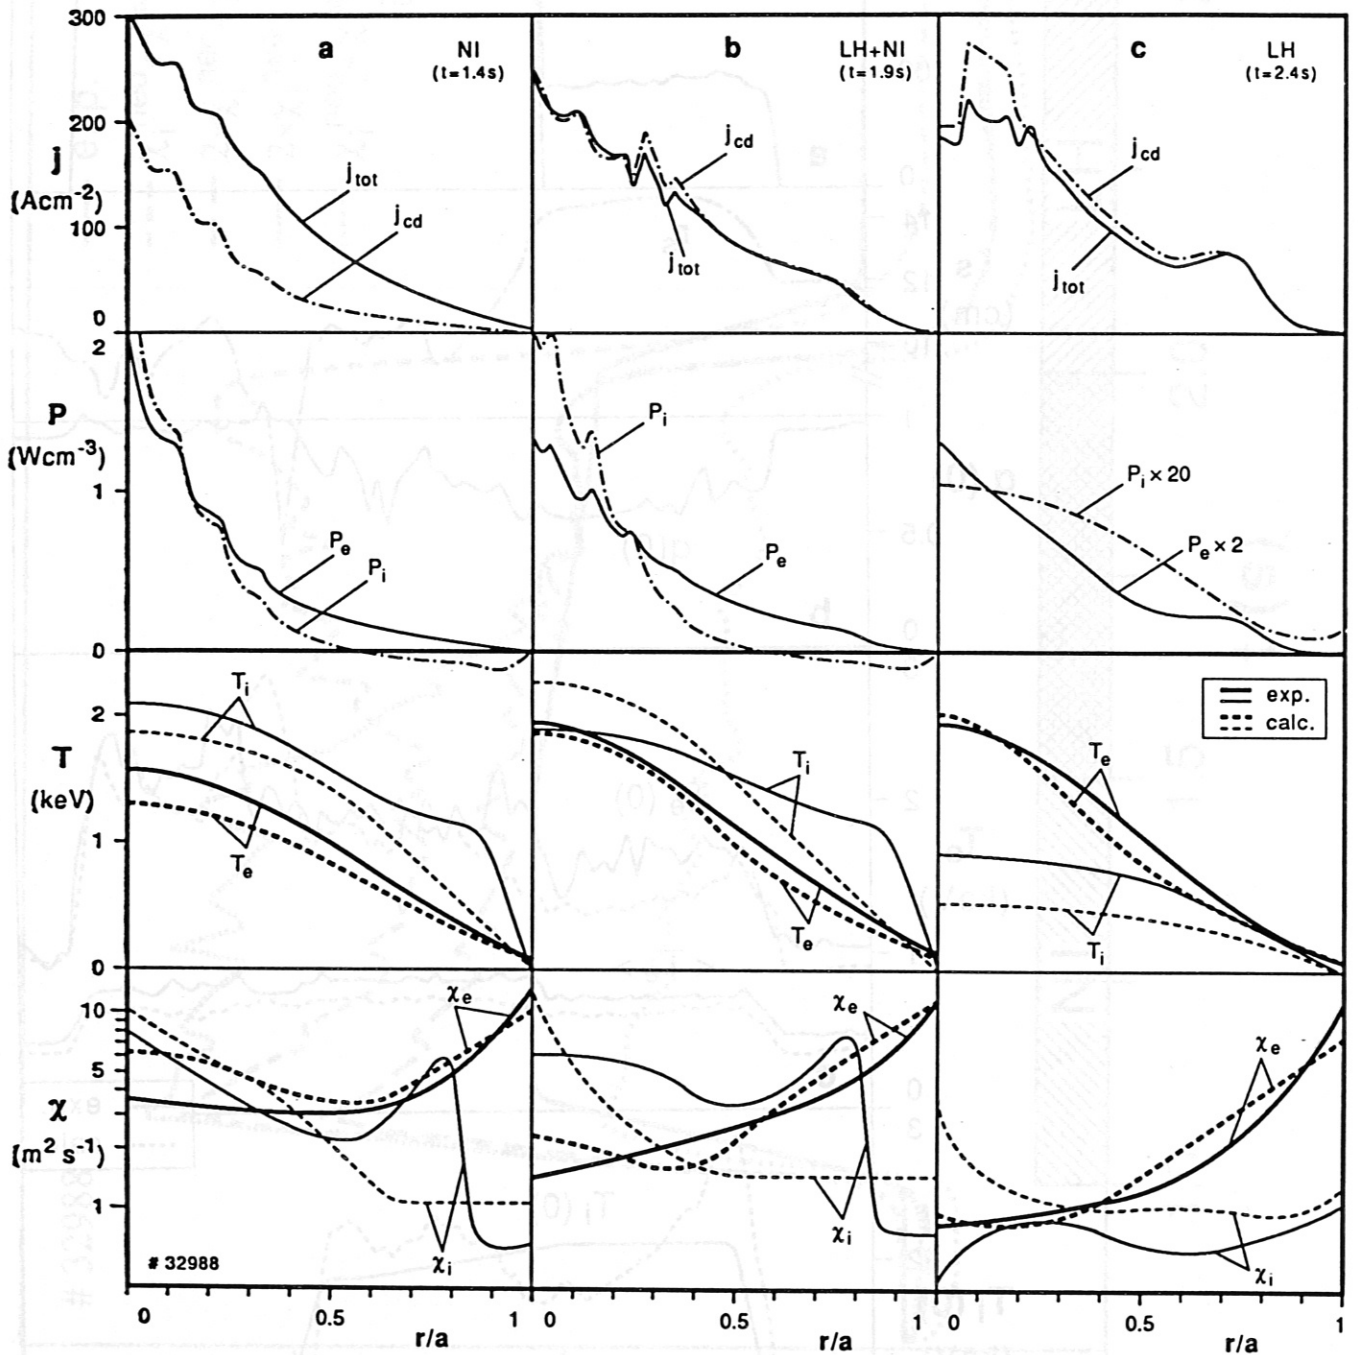 300
200
100
0
j
(Acm-2)
a
NI
(t=1.4s)
jtot
jcd
b
LH+NI
(t=1.9s)
jcd
jtot
c
LH
(t=2.4s)
jcd
jtot
2
1
0
P
(Wcm-3)
Pe
Pi
Pi
Pe
Pi×20
Pe×2
2
1
0
T
(keV)
Ti
Te
Ti
Te
exp.
calc.
Te
Ti
10
5
1
χ
(m2 s-1)
χe
χi
# 32988
χe
χi
χe
χi
0 0.5 1
r/a
0 0.5 1
r/a
0 0.5 1
r/a